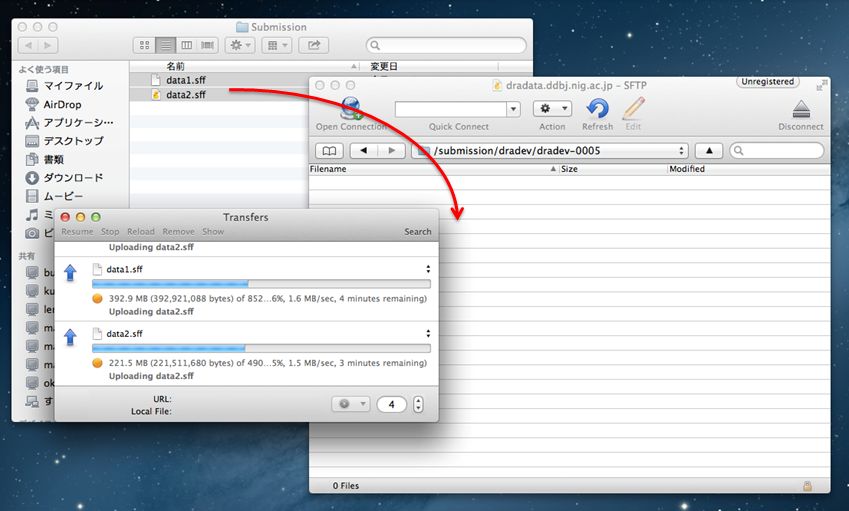 Submission
名前
変更日
data1.sff
data2.sff
よく使う項目
マイファイル
AirDrop
アプリケーシ…
デスクトップ
書類
ダウンロード
ムービー
ミ
ピ
共有
bu
ku
len
ma
ma
ma
ok
す
dradata.ddbj.nig.ac.jp – SFTP
Unregistered
Open Connection
Quick Connect
Action
Refresh
Edit
Disconnect
/submission/dradev/dradev-0005
Filename
Size
Modified
0 Files
Transfers
Resume Stop Reload Remove Show
Search
Uploading data2.sff
data1.sff
392.9 MB (392,921,088 bytes) of 852...6%, 1.6 MB/sec, 4 minutes remaining)
Uploading data2.sff
data2.sff
221.5 MB (221,511,680 bytes) of 490...5%, 1.5 MB/sec, 3 minutes remaining)
Uploading data2.sff
URL:
Local File:
4